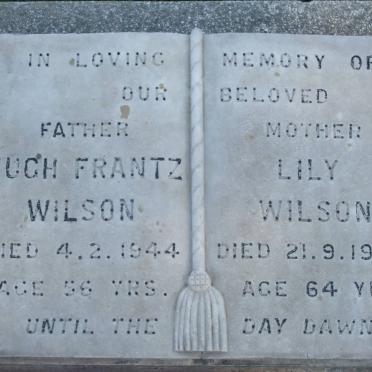 IN LOVING MEMORY OF
OUR BELOVED
FATHER
UGH FRANTZ
WILSON
IED 4.2.1944
AGE 56 YRS.
UNTIL THE
MOTHER
LILY
WILSON
DIED 21.9.19
AGE 64 Y
DAY DAWN